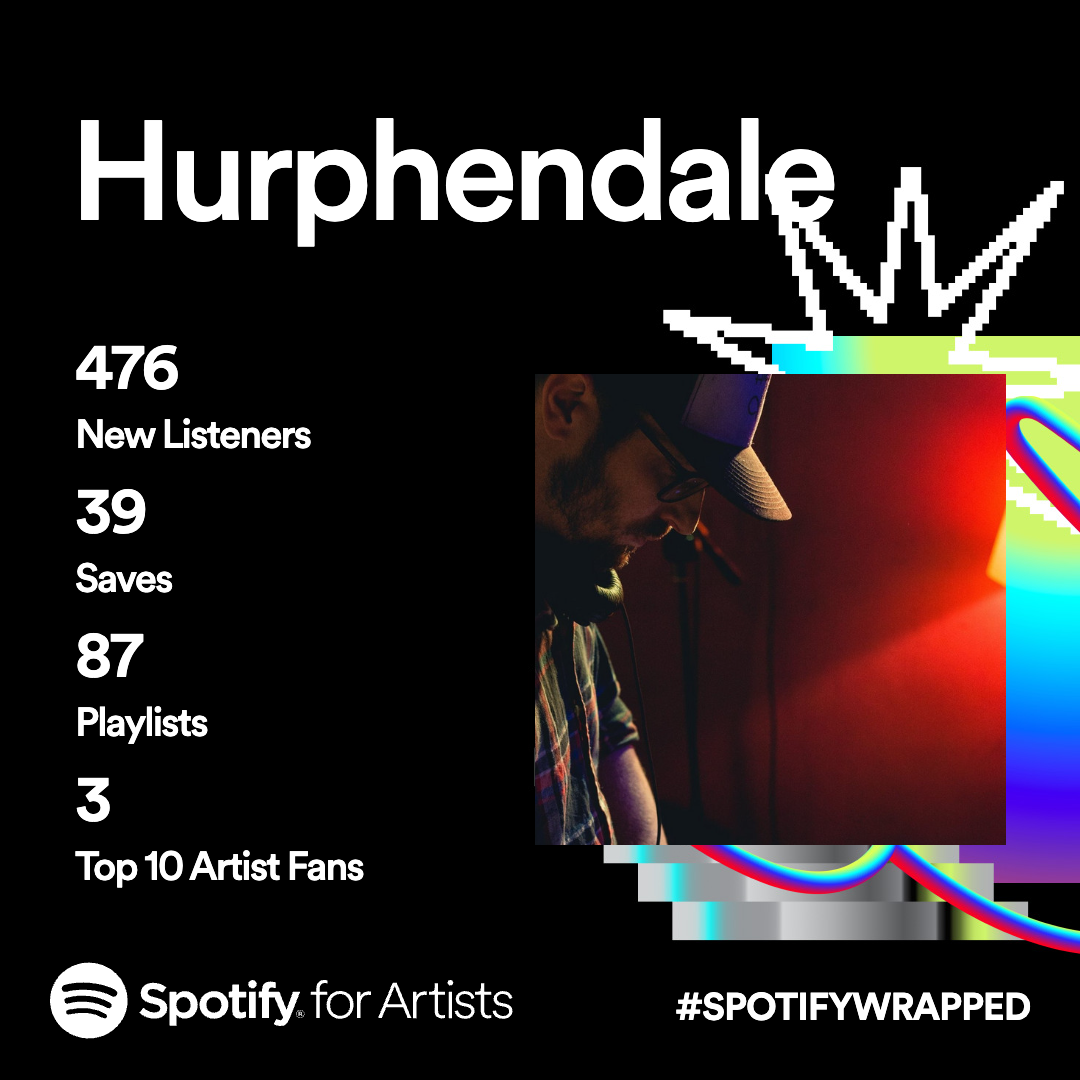 Hurphendale
476
New Listeners
39
Saves
87
Playlists
3
Top 10 Artist Fans
Spotify® for Artists
#SPOTIFYWRAPPED